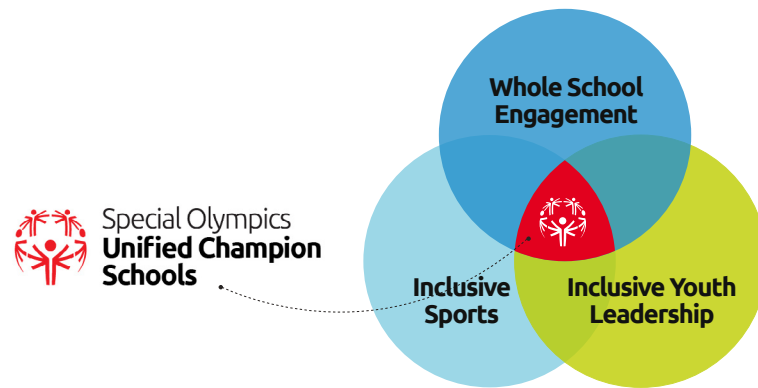 Special Olympics
Unified Champion
Schools
Whole School
Engagement
Inclusive
Sports
Inclusive Youth
Leadership